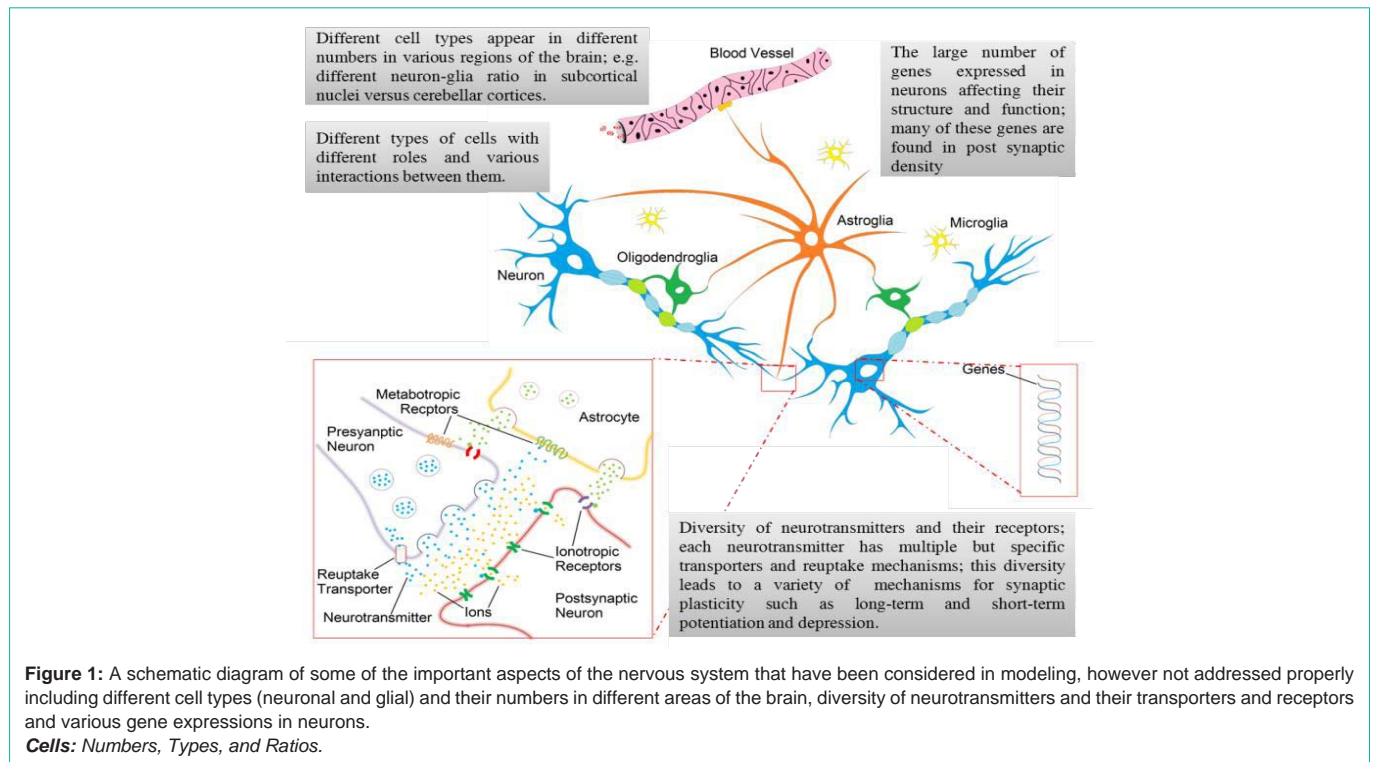 Different cell types appear in different
numbers in various regions of the brain; e.g.
different neuron-glia ratio in subcortical
nuclei versus cerebellar cortices.
Different types of cells with
different roles and various
interactions between them.
Blood Vessel
The large number of
genes expressed in
neurons affecting their
structure and function;
many of these genes are
found in post synaptic
density
Astroglia
Microglia
Oligodendroglia
Neuron
Genes
Metabotropic
Recptors
Astrocyte
Presyanptic
Neuron
Ionotropic
Receptors
Reuptake
Transporter
Neurotransmitter
Ions
Postsynaptic
Neuron
Diversity of neurotransmitters and their receptors;
each neurotransmitter has multiple but specific
transporters and reuptake mechanisms; this diversity
leads to a variety of mechanisms for synaptic
plasticity such as long-term and short-term
potentiation and depression.
Figure 1: A schematic diagram of some of the important aspects of the nervous system that have been considered in modeling, however not addressed properly
including different cell types (neuronal and glial) and their numbers in different areas of the brain, diversity of neurotransmitters and their transporters and receptors
and various gene expressions in neurons.
Cells: Numbers, Types, and Ratios.